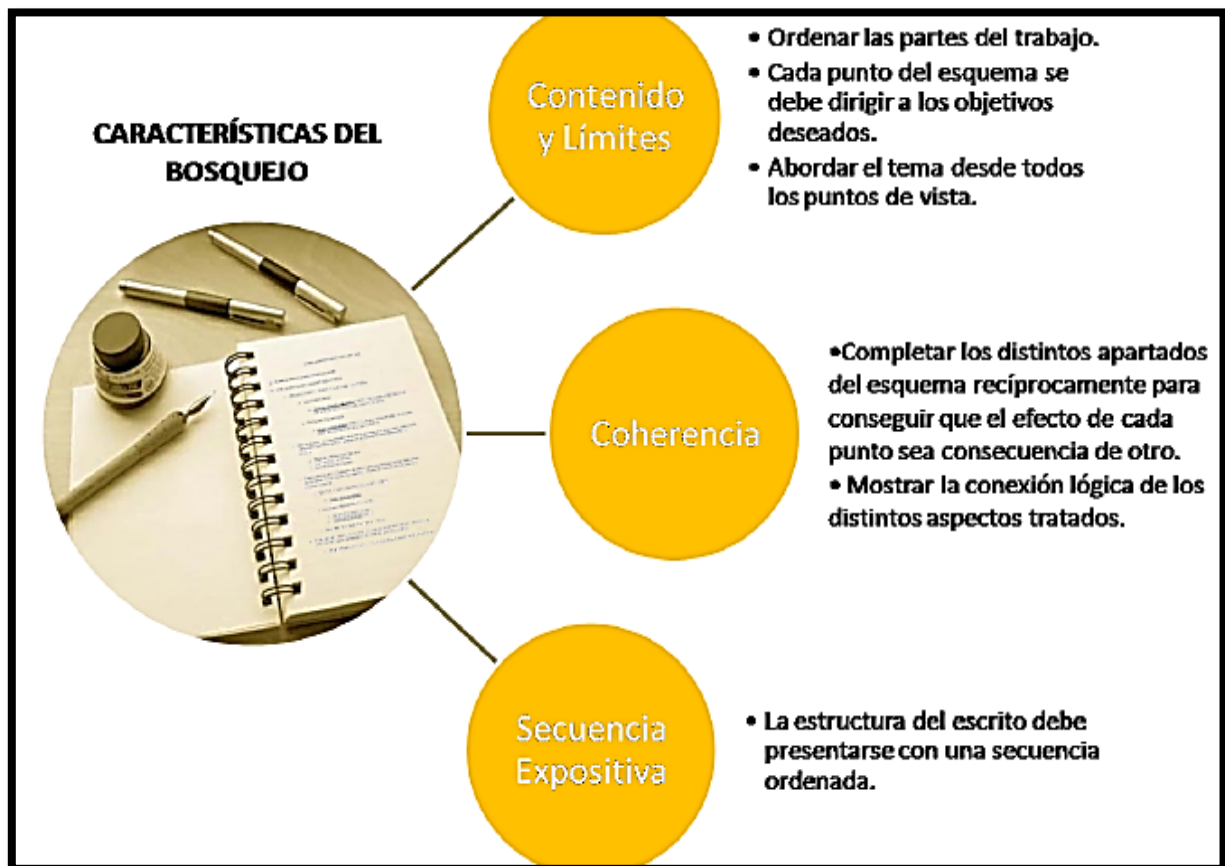 CARACTERÍSTICAS DEL
BOSQUEJO
Contenido
y Límites
• Ordenar las partes del trabajo.
• Cada punto del esquema se
debe dirigir a los objetivos
deseados.
• Abordar el tema desde todos
los puntos de vista.
Coherencia
•Completar los distintos apartados
del esquema recíprocamente para
conseguir que el efecto de cada
punto sea consecuencia de otro.
• Mostrar la conexión lógica de los
distintos aspectos tratados.
Secuencia
Expositiva
• La estructura del escrito debe
presentarse con una secuencia
ordenada.